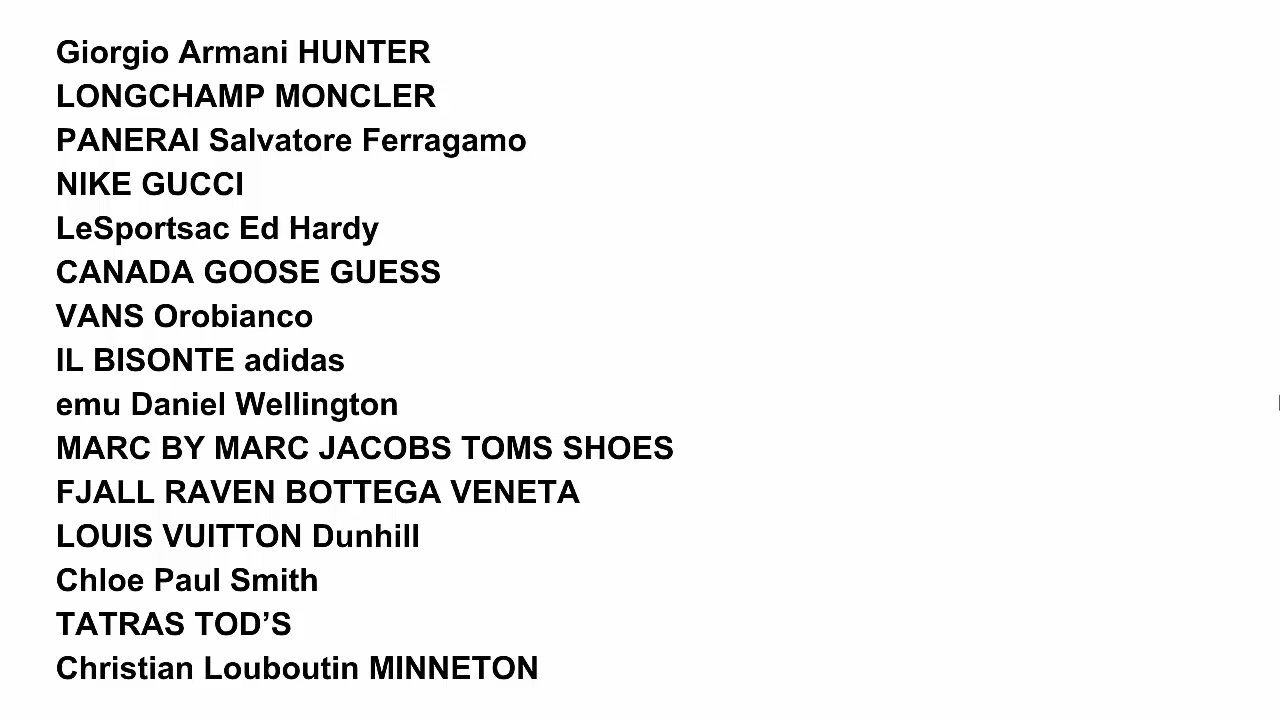 Giorgio Armani HUNTER
LONGCHAMP MONCLER
PANERAI Salvatore Ferragamo
NIKE GUCCI
LeSportsac Ed Hardy
CANADA GOOSE GUESS
VANS Orobianco
IL BISONTE adidas
emu Daniel Wellington
MARC BY MARC JACOBS TOMS SHOES
FJALL RAVEN BOTTEGA VENETA
LOUIS VUITTON Dunhill
Chloe Paul Smith
TATRAS TOD’S
Christian Louboutin MINNETON